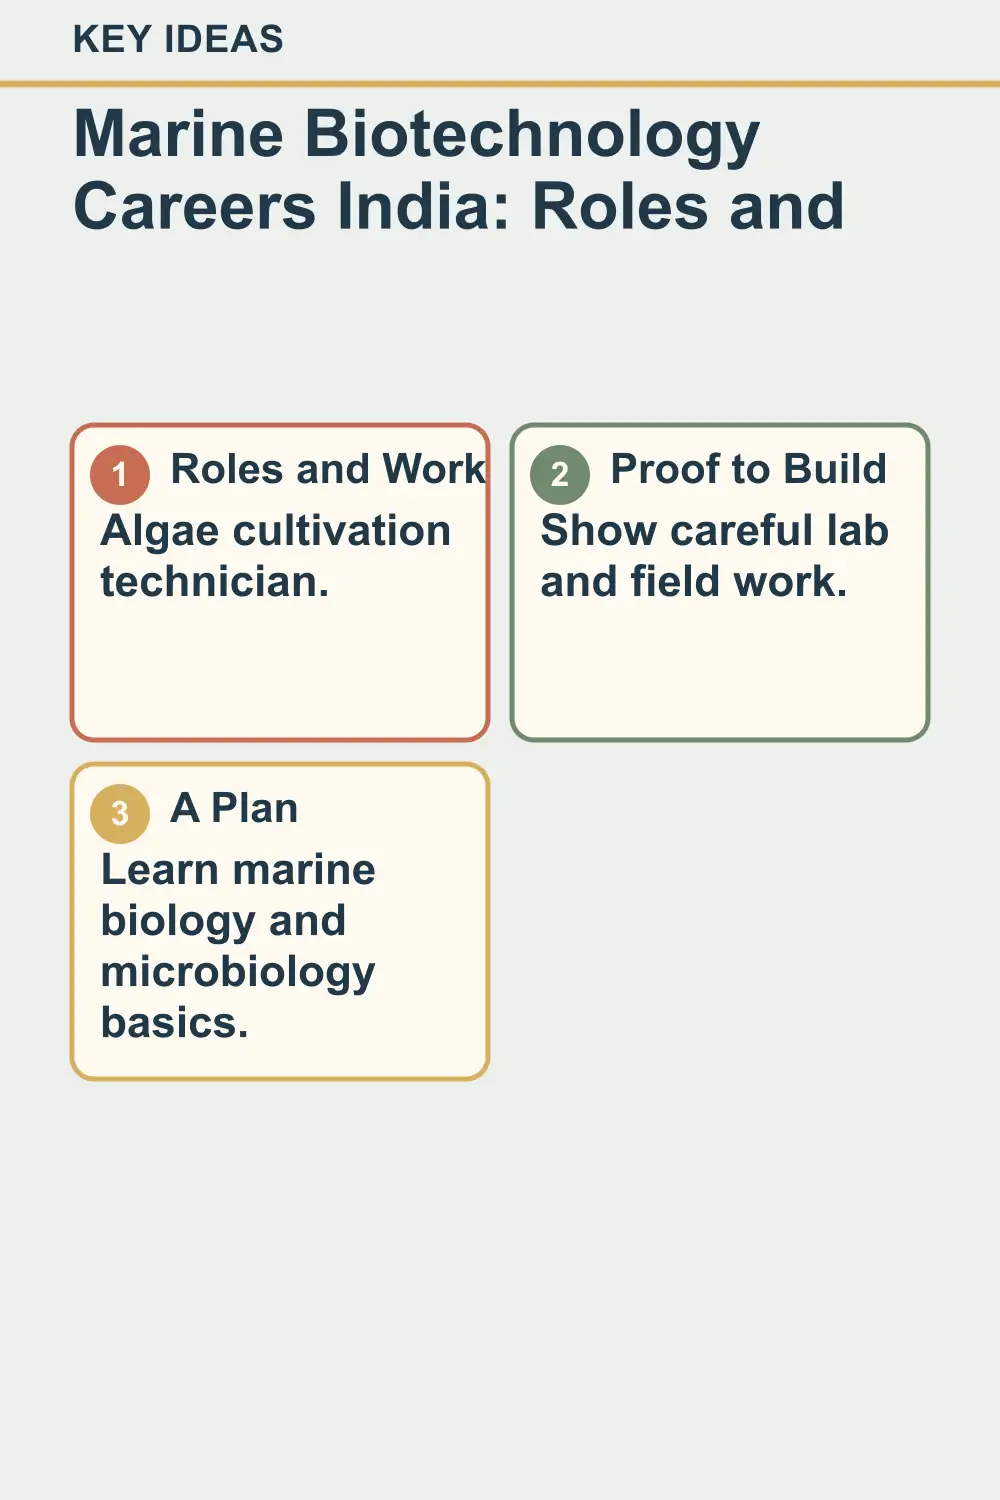 KEY IDEAS
Marine Biotechnology
Careers India: Roles and
1
Roles and Work
Algae cultivation
technician.
2
Proof to Build
Show careful lab
and field work.
3
A Plan
Learn marine
biology and
microbiology
basics.